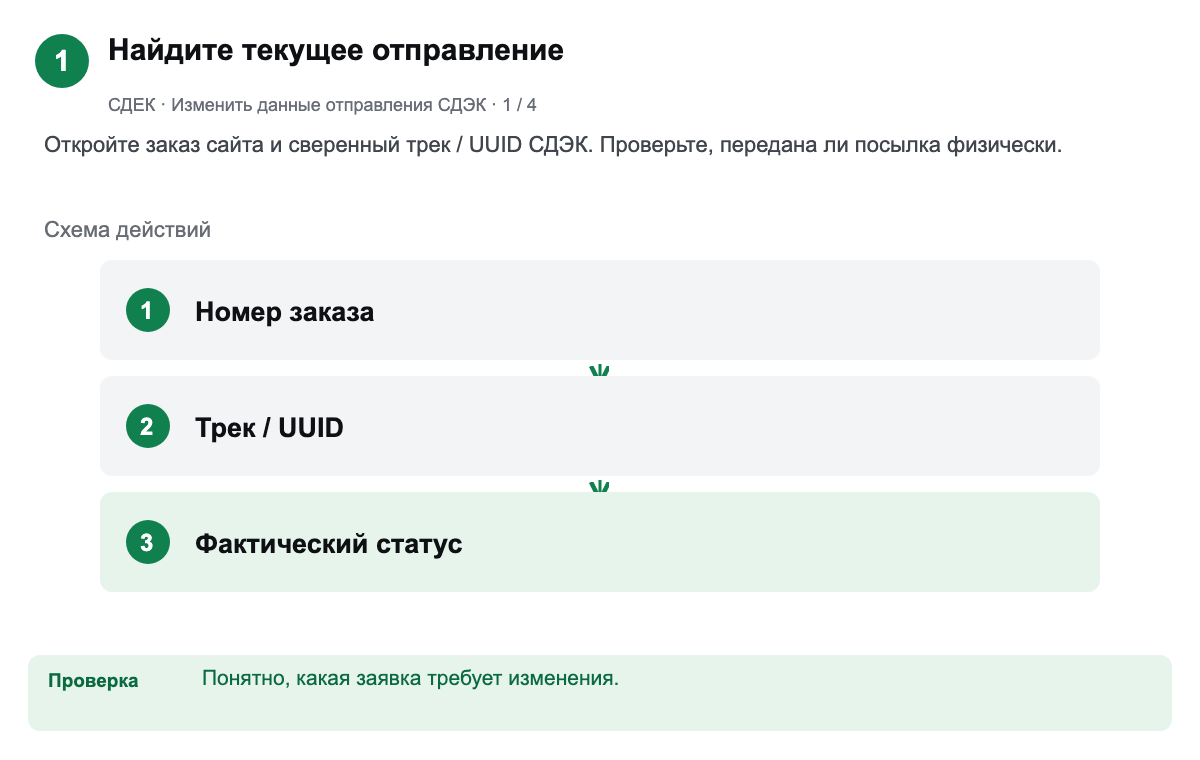 1
Найдите текущее отправление
СДЕК · Изменить данные отправления СДЭК · 1 / 4
Откройте заказ сайта и сверенный трек / UUID СДЭК. Проверьте, передана ли посылка физически.
Схема действий
1 Номер заказа
2 Трек / UUID
3 Фактический статус
Проверка Понятно, какая заявка требует изменения.